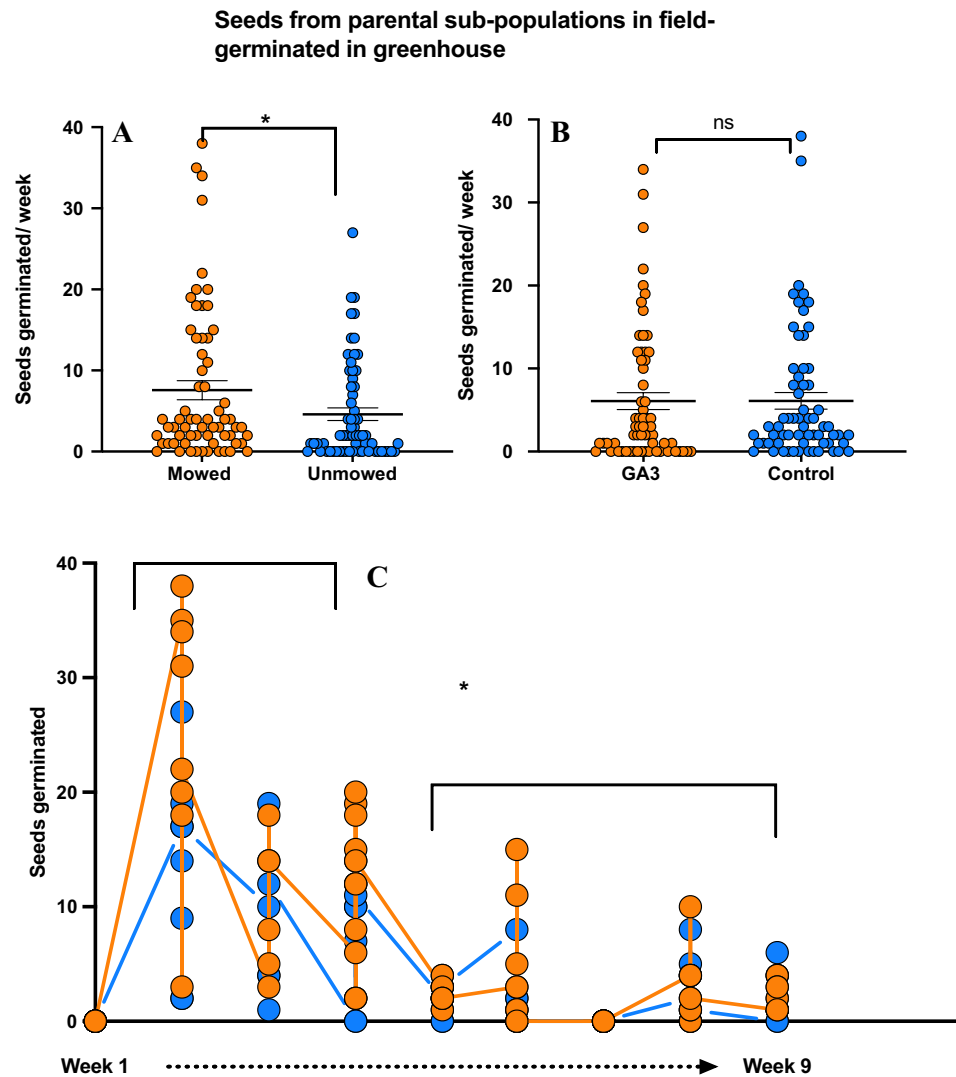 Seeds from parental sub-populations in field-
germinated in greenhouse
A
*
Seeds germinated/ week
40
30
20
10
0
Mowed
Unmowed
B
ns
Seeds germinated/ week
40
30
20
10
0
GA3
Control
C
*
Seeds germinated
40
30
20
10
0
Week 1
Week 9